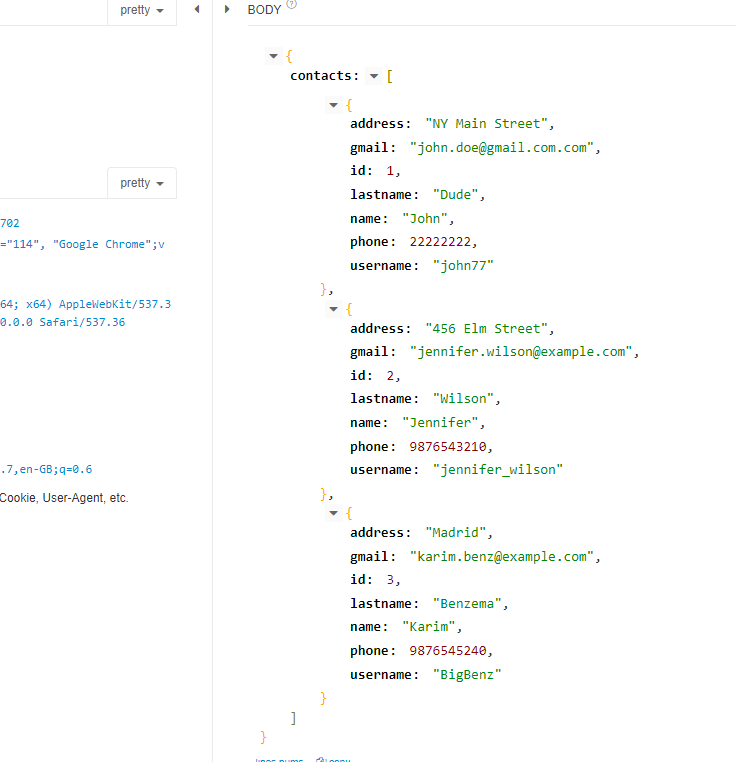 pretty
BODY ?
{
contacts: [
{
address: "NY Main Street",
gmail: "john.doe@gmail.com.com",
id: 1,
lastname: "Dude",
name: "John",
phone: 22222222,
username: "john77"
},
{
address: "456 Elm Street",
gmail: "jennifer.wilson@example.com",
id: 2,
lastname: "Wilson",
name: "Jennifer",
phone: 9876543210,
username: "jennifer_wilson"
},
{
address: "Madrid",
gmail: "karim.benz@example.com",
id: 3,
lastname: "Benzema",
name: "Karim",
phone: 9876545240,
username: "BigBenz"
}
]
}
pretty
702
="114", "Google Chrome";v
64; x64) AppleWebKit/537.3
0.0.0 Safari/537.36
.7,en-GB;q=0.6
Cookie, User-Agent, etc.